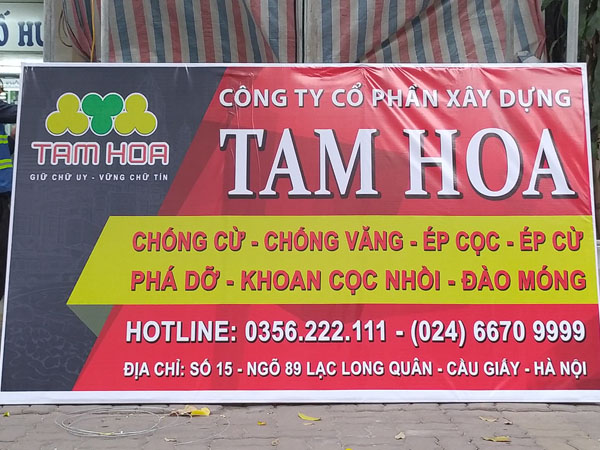 Ố HU
CÔNG TY CỔ PHẦN XÂY DỰNG
TAM HOA
TAM HOA
GIỮ CHỮ UY - VỮNG CHỮ TÍN
CHỐNG CỪ - CHỐNG VĂNG - ÉP CỌC - ÉP CỪ
PHÁ DỠ - KHOAN CỌC NHỒI - ĐÀO MÓNG
HOTLINE: 0356.222.111 - (024) 6670 9999
ĐỊA CHỈ: SỐ 15 - NGÕ 89 LẠC LONG QUÂN - CẦU GIẤY - HÀ NỘI